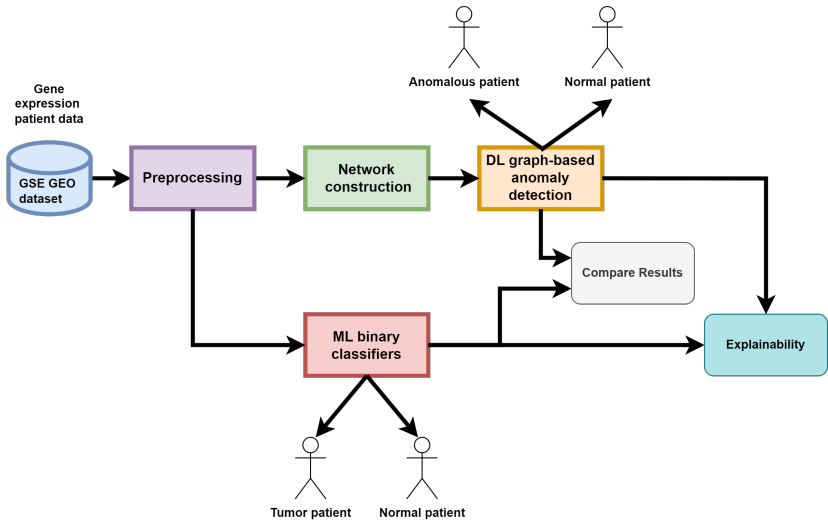 Anomalous patient
Normal patient
Gene
expression
patient data
GSE GEO
dataset
Preprocessing
Network
construction
DL graph-based
anomaly
detection
Compare Results
ML binary
classifiers
Explainability
Tumor patient
Normal patient